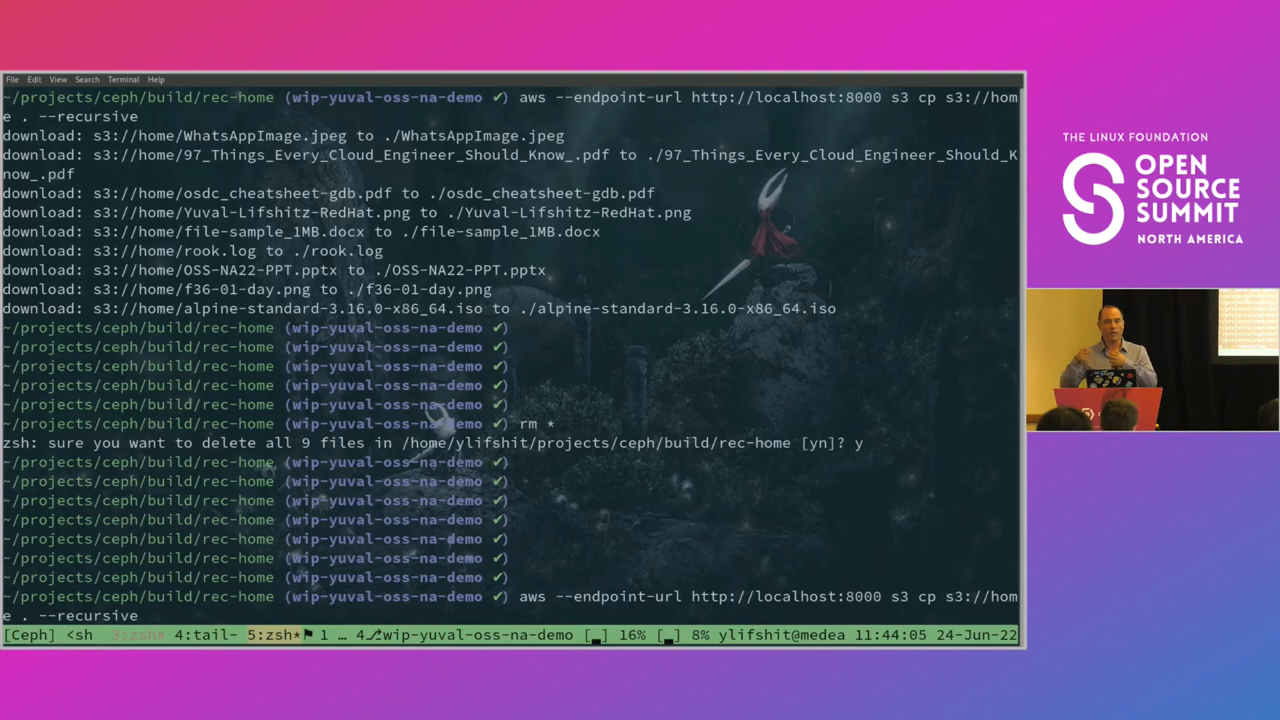 File Edit View Search Terminal Help
~/projects/ceph/build/rec-home (wip-yuval-oss-na-demo ✔) aws --endpoint-url http://localhost:8000 s3 cp s3://hom
e . --recursive
download: s3://home/WhatsAppImage.jpeg to ./WhatsAppImage.jpeg
download: s3://home/97_Things_Every_Cloud_Engineer_Should_Know_.pdf to ./97_Things_Every_Cloud_Engineer_Should_K
now_.pdf
download: s3://home/osdc_cheatsheet-gdb.pdf to ./osdc_cheatsheet-gdb.pdf
download: s3://home/Yuval-Lifshitz-RedHat.png to ./Yuval-Lifshitz-RedHat.png
download: s3://home/file-sample_1MB.docx to ./file-sample_1MB.docx
download: s3://home/rook.log to ./rook.log
download: s3://home/OSS-NA22-PPT.pptx to ./OSS-NA22-PPT.pptx
download: s3://home/f36-01-day.png to ./f36-01-day.png
download: s3://home/alpine-standard-3.16.0-x86_64.iso to ./alpine-standard-3.16.0-x86_64.iso
~/projects/ceph/build/rec-home (wip-yuval-oss-na-demo ✔)
~/projects/ceph/build/rec-home (wip-yuval-oss-na-demo ✔)
~/projects/ceph/build/rec-home (wip-yuval-oss-na-demo ✔)
~/projects/ceph/build/rec-home (wip-yuval-oss-na-demo ✔)
~/projects/ceph/build/rec-home (wip-yuval-oss-na-demo ✔)
~/projects/ceph/build/rec-home (wip-yuval-oss-na-demo ✔) rm *
zsh: sure you want to delete all 9 files in /home/ylifshit/projects/ceph/build/rec-home [yn]? y
~/projects/ceph/build/rec-home (wip-yuval-oss-na-demo ✔)
~/projects/ceph/build/rec-home (wip-yuval-oss-na-demo ✔)
~/projects/ceph/build/rec-home (wip-yuval-oss-na-demo ✔)
~/projects/ceph/build/rec-home (wip-yuval-oss-na-demo ✔)
~/projects/ceph/build/rec-home (wip-yuval-oss-na-demo ✔)
~/projects/ceph/build/rec-home (wip-yuval-oss-na-demo ✔)
~/projects/ceph/build/rec-home (wip-yuval-oss-na-demo ✔)
~/projects/ceph/build/rec-home (wip-yuval-oss-na-demo ✔) aws --endpoint-url http://localhost:8000 s3 cp s3://hom
e . --recursive
[Ceph] <sh 3:zsh# 4:tail- 5:zsh* 1 … 4 wip-yuval-oss-na-demo [▄] 16% [▄] 8% ylifshit@medea 11:44:05 24-Jun-22
THE LINUX FOUNDATION
OPEN
SOURCE
SUMMIT
NORTH AMERICA